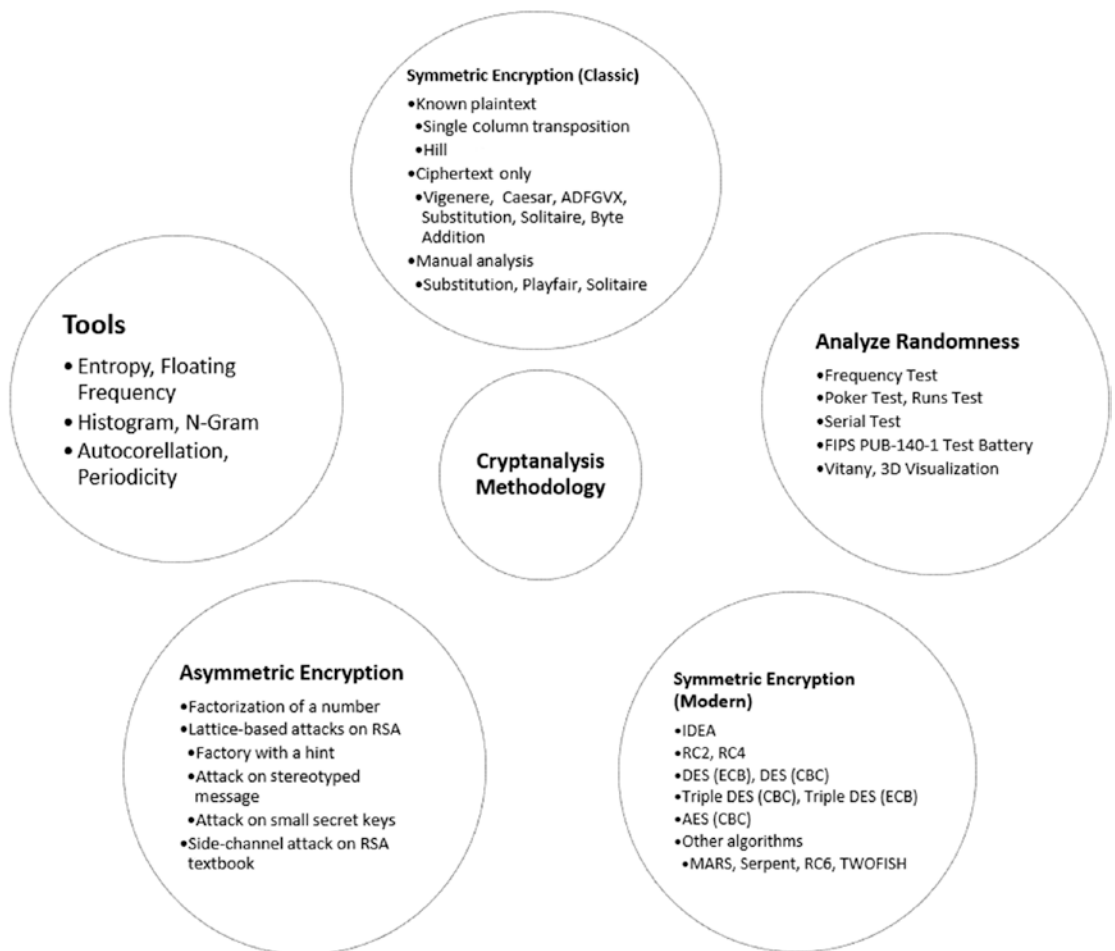 Symmetric Encryption (Classic)
•Known plaintext
•Single column transposition
•Hill
•Ciphertext only
•Vigenere, Caesar, ADFGVX,
Substitution, Solitaire, Byte
Addition
•Manual analysis
•Substitution, Playfair, Solitaire
Tools
• Entropy, Floating
Frequency
• Histogram, N-Gram
• Autocorellation,
Periodicity
Analyze Randomness
•Frequency Test
•Poker Test, Runs Test
•Serial Test
•FIPS PUB-140-1 Test Battery
•Vitany, 3D Visualization
Cryptanalysis
Methodology
Asymmetric Encryption
•Factorization of a number
•Lattice-based attacks on RSA
•Factory with a hint
•Attack on stereotyped
message
•Attack on small secret keys
•Side-channel attack on RSA
textbook
Symmetric Encryption
(Modern)
•IDEA
•RC2, RC4
•DES (ECB), DES (CBC)
•Triple DES (CBC), Triple DES (ECB)
•AES (CBC)
•Other algorithms
•MARS, Serpent, RC6, TWOFISH